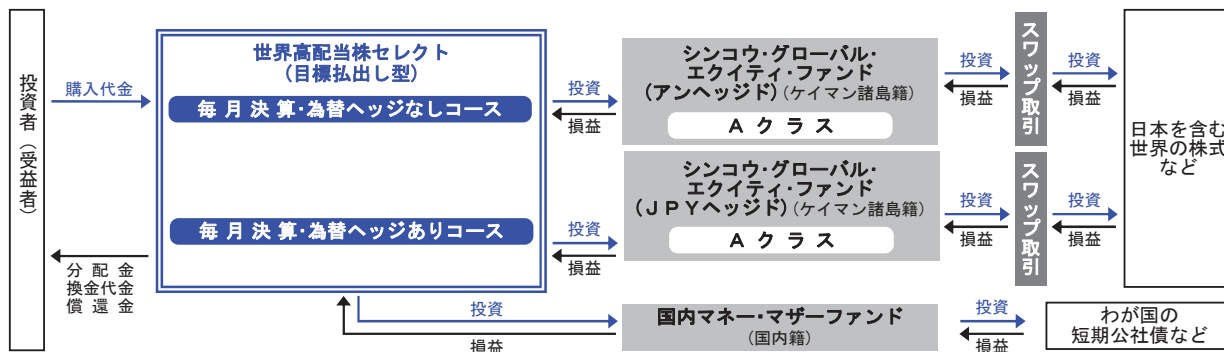 投資者（受益者）
購入代金
分配金
換金代金
償還金
世界高配当株セレクト
（目標払出し型）
毎月決算・為替ヘッジなしコース
毎月決算・為替ヘッジありコース
投資
損益
投資
損益
投資
損益
シンコウ・グローバル・
エクイティ・ファンド
（アンヘッジド）（ケイマン諸島籍）
Aクラス
シンコウ・グローバル・
エクイティ・ファンド
（JPYヘッジド）（ケイマン諸島籍）
Aクラス
国内マネー・マザーファンド
（国内籍）
投資
損益
投資
損益
投資
損益
スワップ取引
スワップ取引
投資
損益
投資
損益
日本を含む
世界の株式
など
わが国の
短期公社債など